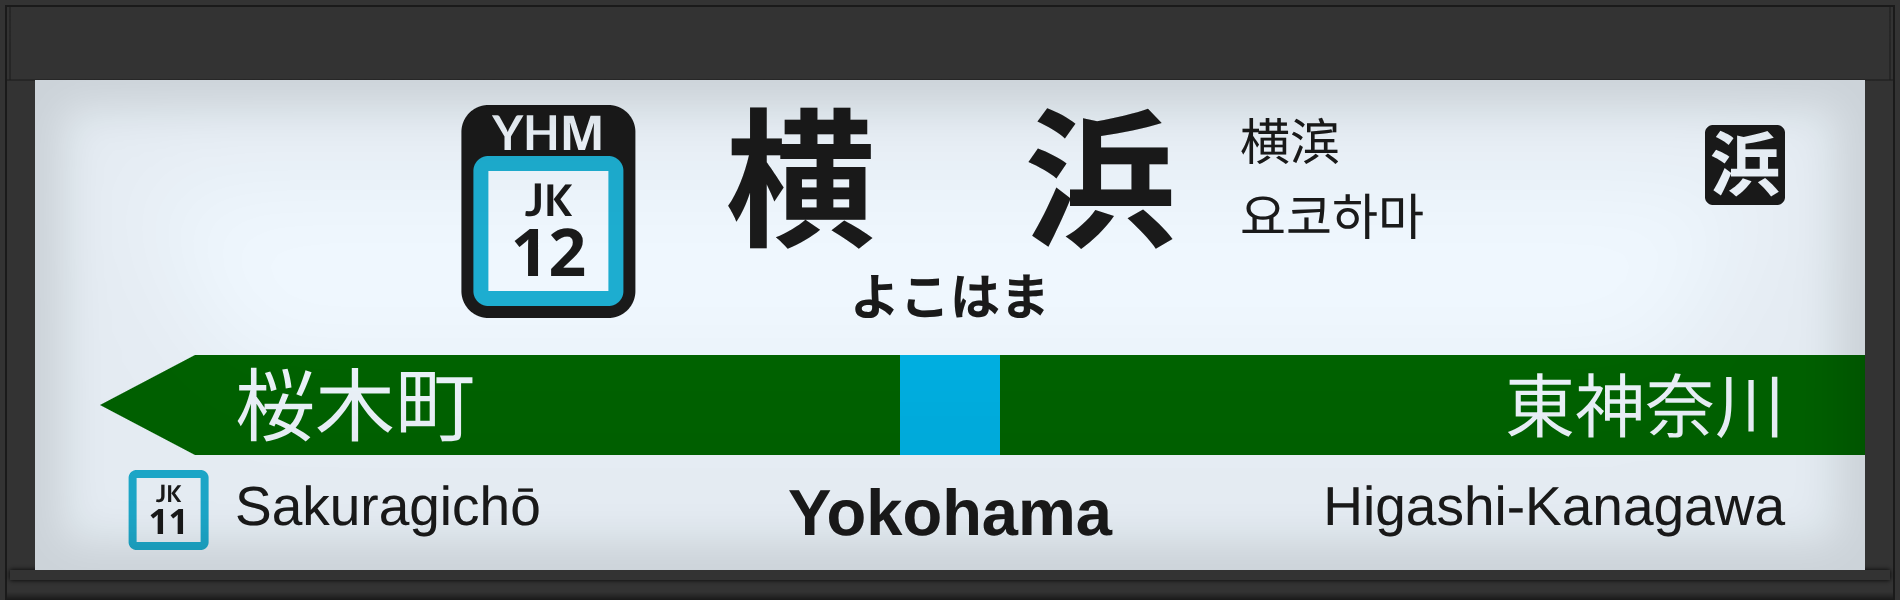 YHM
JK
12
横 浜
よこはま
横滨
요코하마
浜
桜木町
東神奈川
JK
11
Sakuragichō
Yokohama
Higashi-Kanagawa